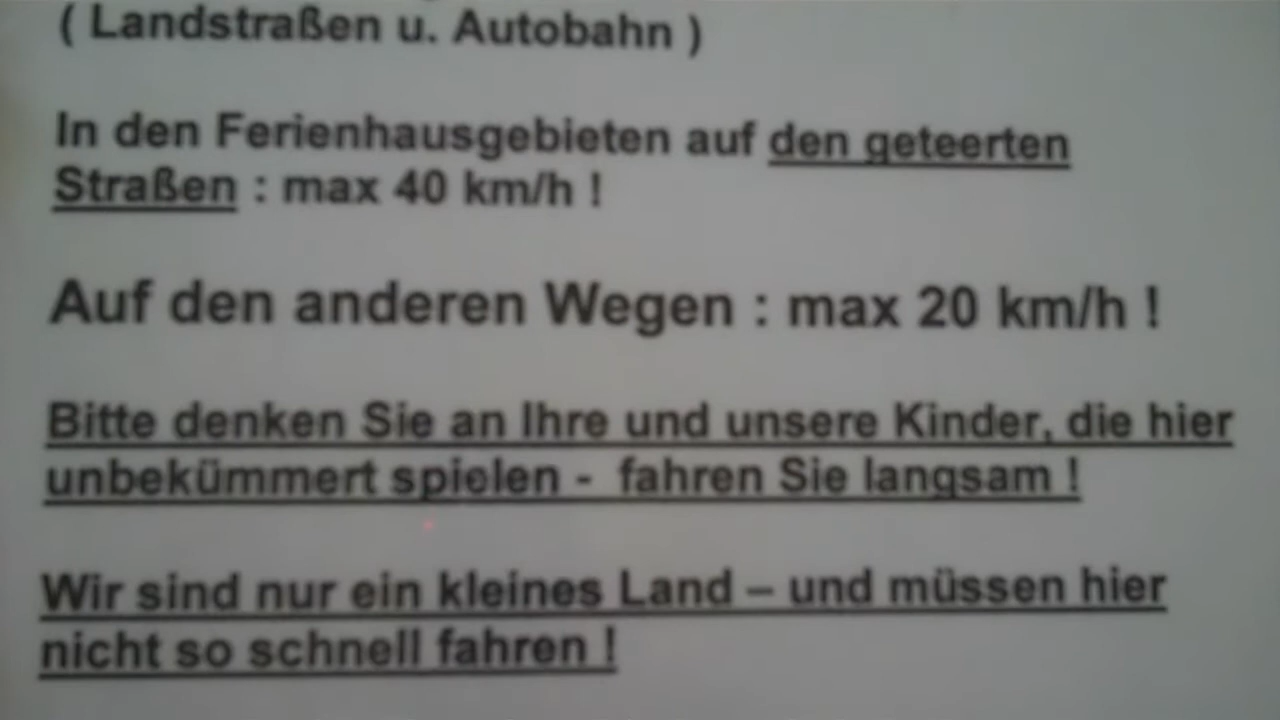 ( Landstraßen u. Autobahn )
In den Ferienhausgebieten auf den geteerten
Straßen : max 40 km/h !
Auf den anderen Wegen : max 20 km/h !
Bitte denken Sie an Ihre und unsere Kinder, die hier
unbekümmert spielen - fahren Sie langsam !
Wir sind nur ein kleines Land – und müssen hier
nicht so schnell fahren !